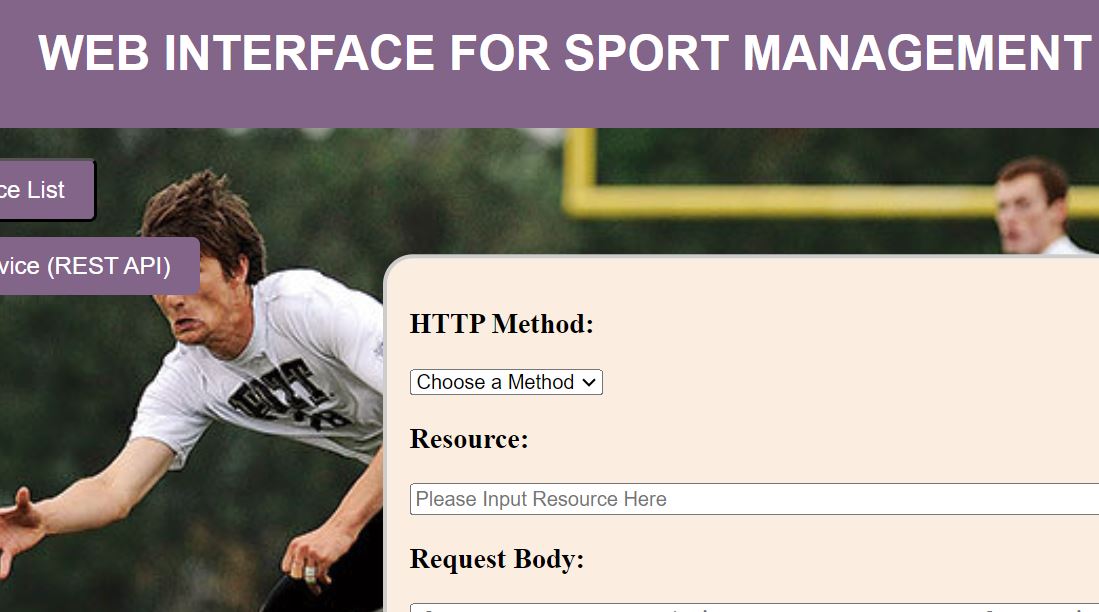 WEB INTERFACE FOR SPORT MANAGEMENT
ce List
vice (REST API)
HTTP Method:
Choose a Method
Resource:
Please Input Resource Here
Request Body: